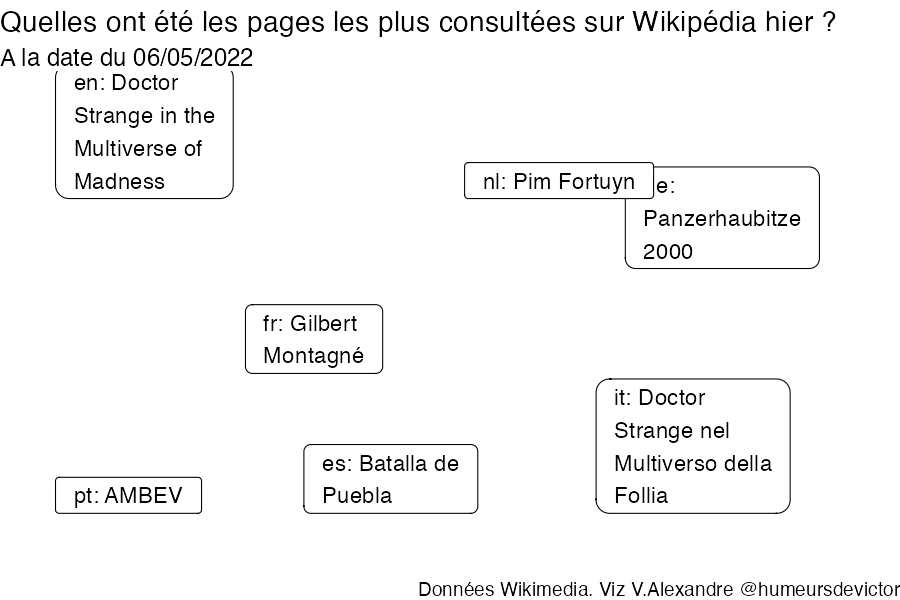 Quelles ont été les pages les plus consultées sur Wikipédia hier ?
A la date du 06/05/2022
en: Doctor
Strange in the
Multiverse of
Madness
nl: Pim Fortuyn
e:
Panzerhaubitze
2000
fr: Gilbert
Montagné
it: Doctor
Strange nel
Multiverso della
Follia
es: Batalla de
Puebla
pt: AMBEV
Données Wikimedia. Viz V.Alexandre @humeursdevictor